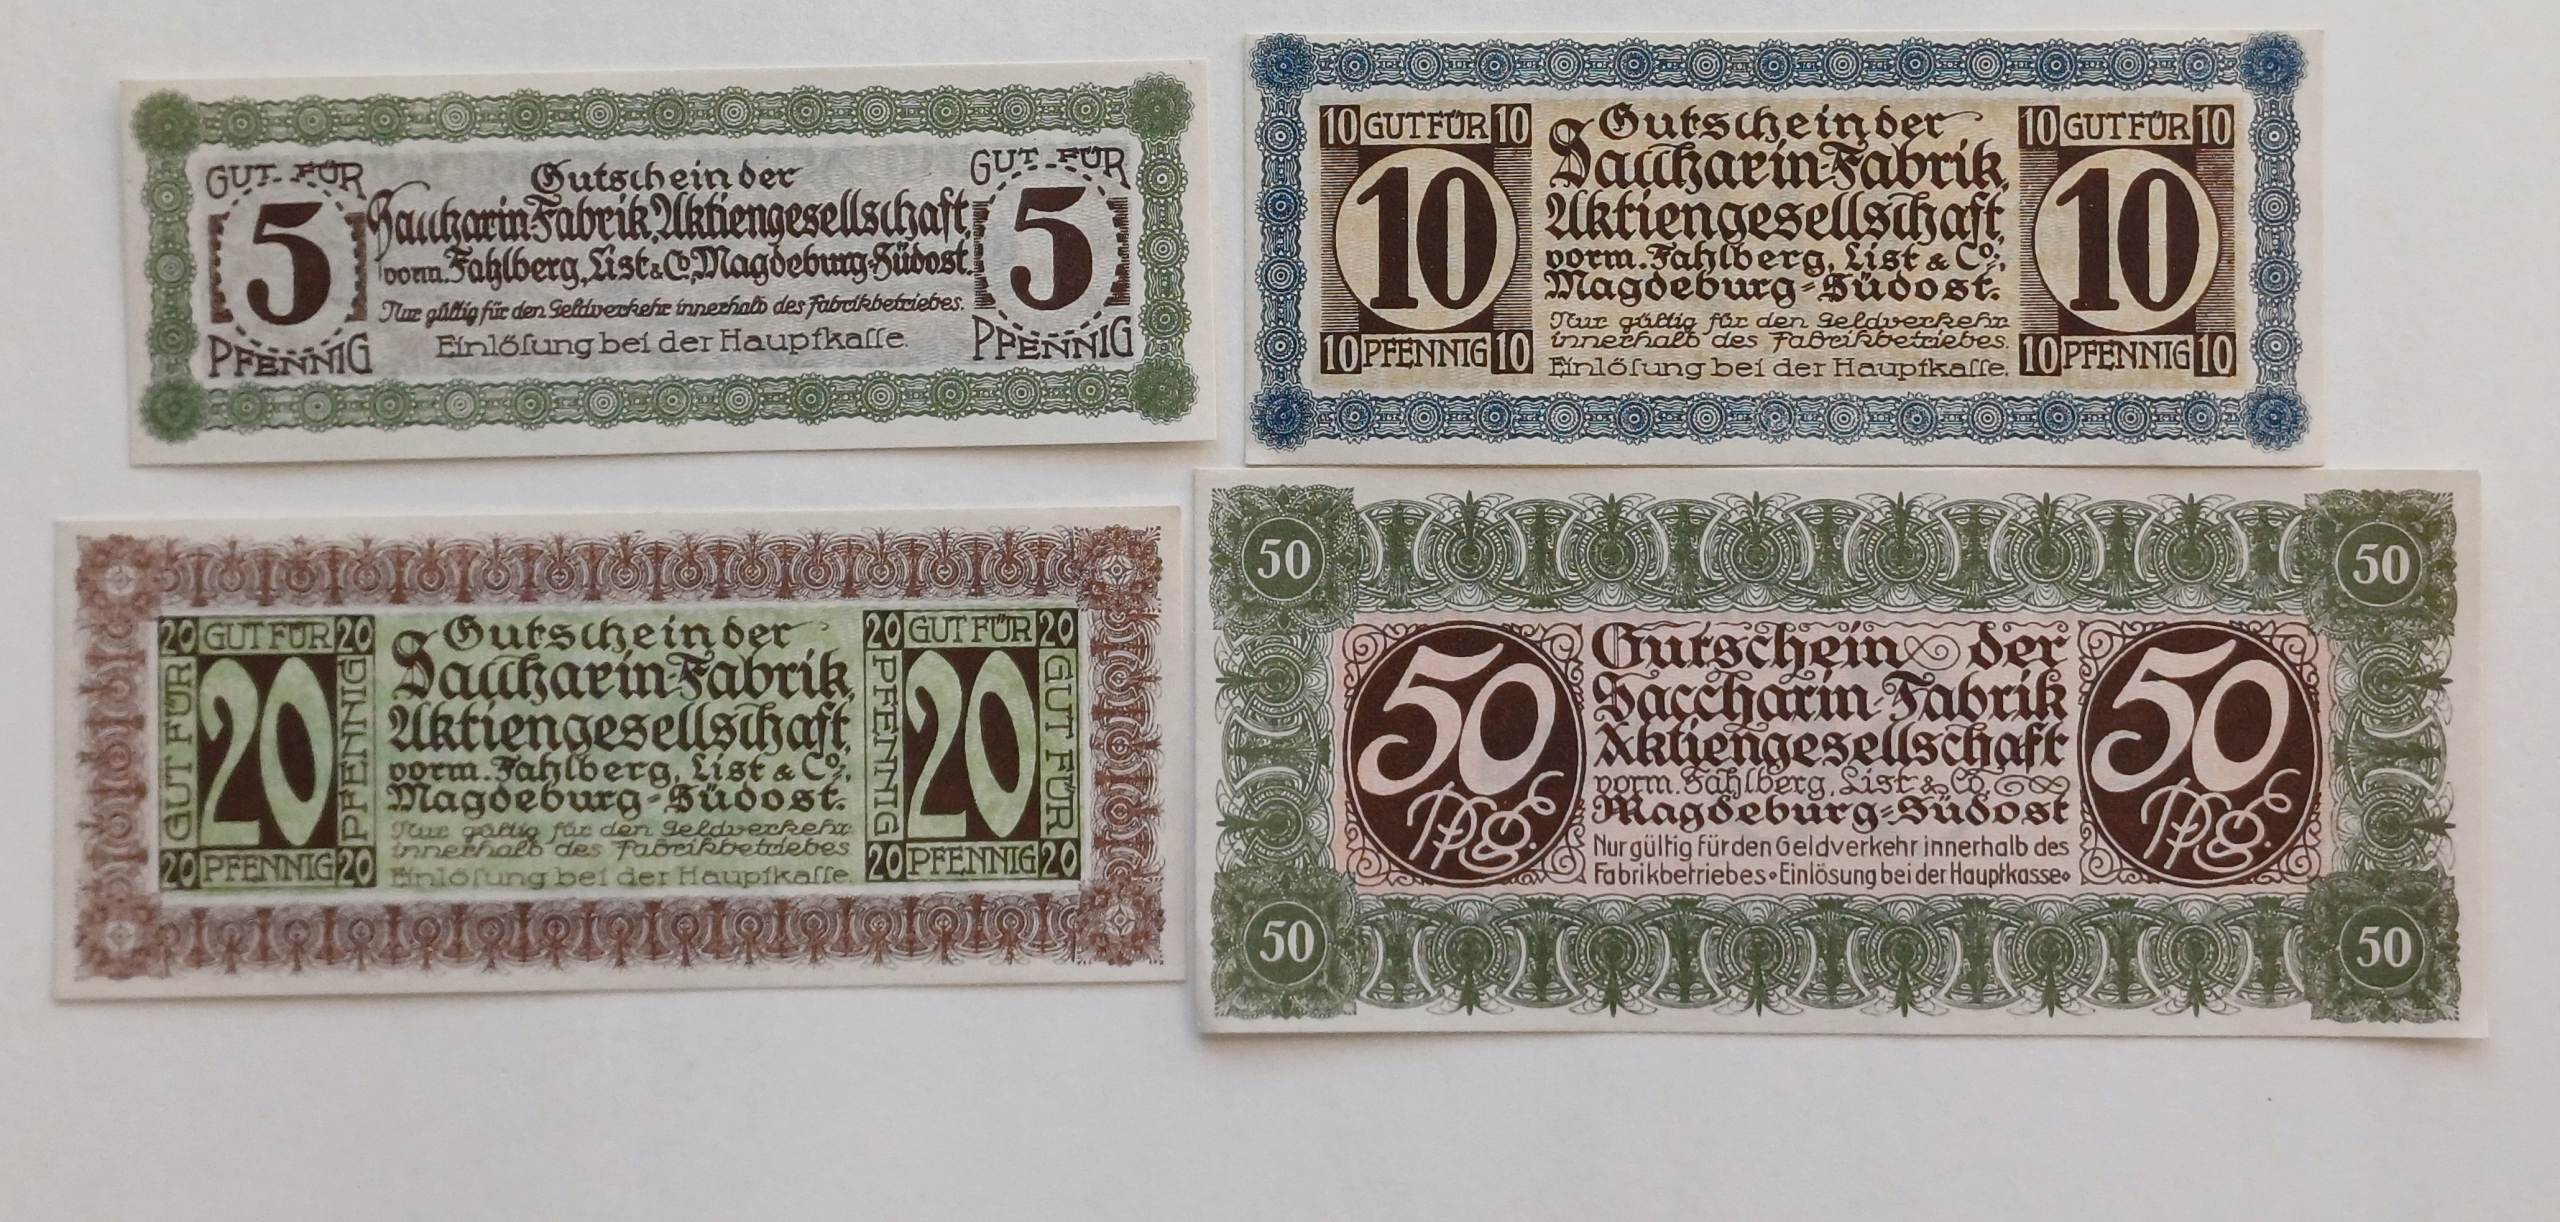 GUT FÜR
5
PFENNIG
Gutschein der
Saccharin-Fabrik, Aktiengesellschaft,
vorm. Fahlberg, List & Co, Magdeburg-Südost.
Nur gültig für den Geldverkehr innerhalb des Fabrikbetriebes.
Einlösung bei der Hauptkasse.
GUT FÜR
5
PFENNIG
10 GUT FÜR 10
10
10 PFENNIG 10
Gutschein der
Saccharin-Fabrik,
Aktiengesellschaft,
vorm. Fahlberg, List & Co.,
Magdeburg-Südost.
Nur gültig für den Geldverkehr
innerhalb des Fabrikbetriebes.
Einlösung bei der Hauptkasse.
10 GUT FÜR 10
10
10 PFENNIG 10
20 GUT FÜR 20
GUT FÜR
20
PFENNIG
20 PFENNIG 20
Gutschein der
Saccharin-Fabrik,
Aktiengesellschaft,
vorm. Fahlberg, List & Co.,
Magdeburg-Südost.
Nur gültig für den Geldverkehr
innerhalb des Fabrikbetriebes
Einlösung bei der Hauptkasse.
20 GUT FÜR 20
PFENNIG
20
GUT FÜR
20 PFENNIG 20
50
50
50
Pfg.
Gutschein der
Saccharin-Fabrik
Aktiengesellschaft
vorm. Fahlberg, List & Co.
Magdeburg-Südost
Nur gültig für den Geldverkehr innerhalb des
Fabrikbetriebes • Einlösung bei der Hauptkasse •
50
Pfg.
50
50